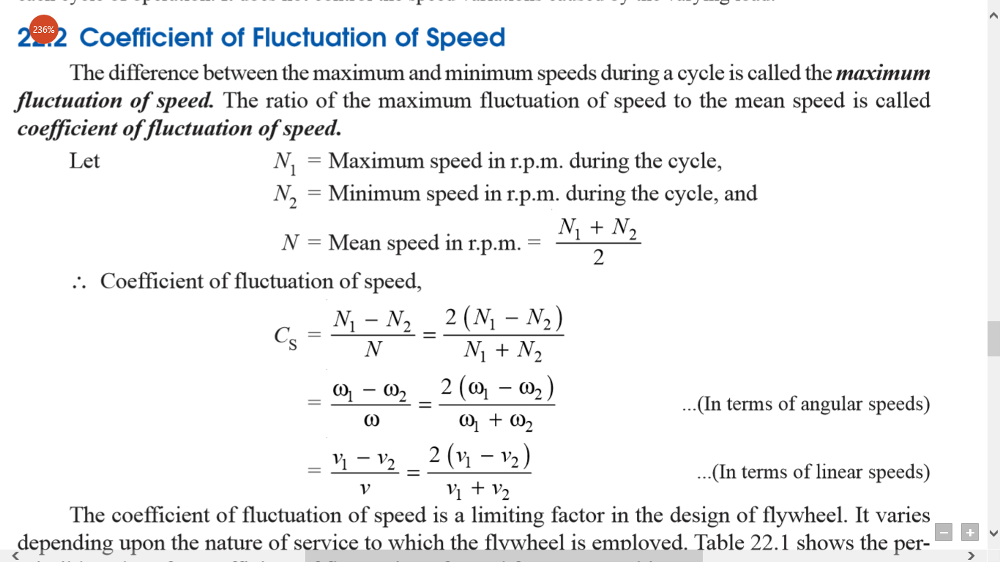 22.2 Coefficient of Fluctuation of Speed
236%
The difference between the maximum and minimum speeds during a cycle is called the maximum
fluctuation of speed. The ratio of the maximum fluctuation of speed to the mean speed is called
coefficient of fluctuation of speed.
Let N₁ = Maximum speed in r.p.m. during the cycle,
N₂ = Minimum speed in r.p.m. during the cycle, and
N = Mean speed in r.p.m. = (N₁ + N₂)/2
∴ Coefficient of fluctuation of speed,
C_S = (N₁ − N₂)/N = 2 (N₁ − N₂)/(N₁ + N₂)
= (ω₁ − ω₂)/ω = 2 (ω₁ − ω₂)/(ω₁ + ω₂) ...(In terms of angular speeds)
= (v₁ − v₂)/v = 2 (v₁ − v₂)/(v₁ + v₂) ...(In terms of linear speeds)
The coefficient of fluctuation of speed is a limiting factor in the design of flywheel. It varies
depending upon the nature of service to which the flywheel is employed. Table 22.1 shows the per-